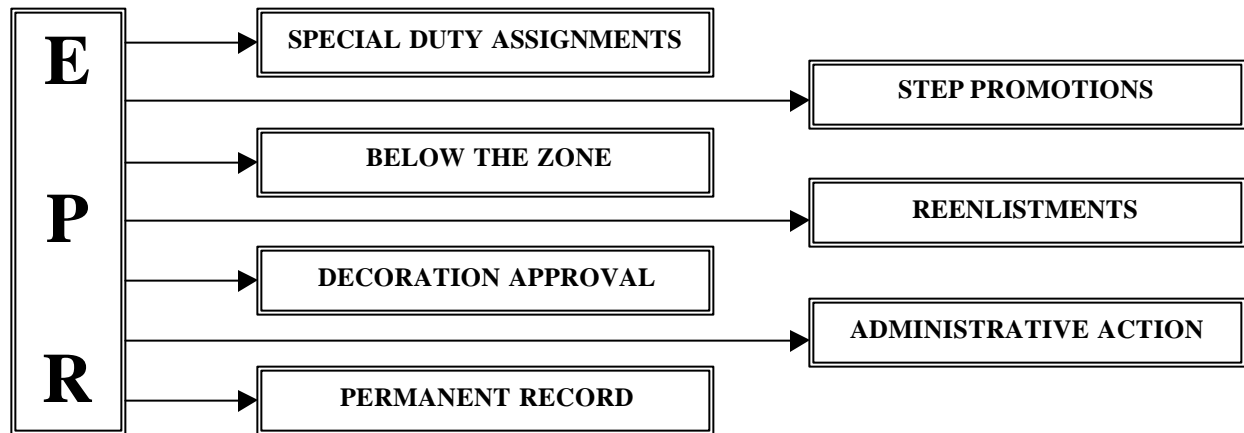 E
P
R
SPECIAL DUTY ASSIGNMENTS
STEP PROMOTIONS
BELOW THE ZONE
REENLISTMENTS
DECORATION APPROVAL
ADMINISTRATIVE ACTION
PERMANENT RECORD